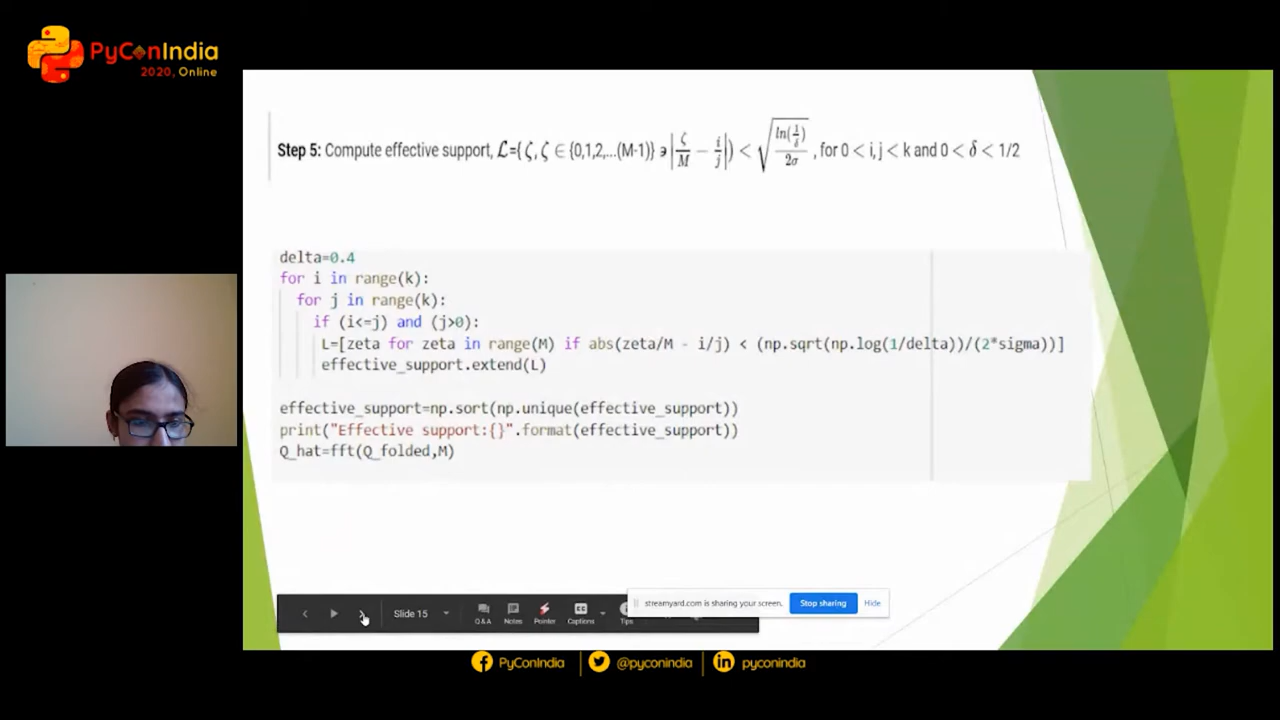 PyConIndia
2020, Online
Step 5: Compute effective support, ℒ={ ζ, ζ ∈ {0,1,2,...(M-1)} ϶ |ζ/M − i/j|) < √(ln(1/δ)/2σ) , for 0 < i, j < k and 0 < δ < 1/2
delta=0.4
for i in range(k):
for j in range(k):
if (i<=j) and (j>0):
L=[zeta for zeta in range(M) if abs(zeta/M - i/j) < (np.sqrt(np.log(1/delta))/(2*sigma))]
effective_support.extend(L)
effective_support=np.sort(np.unique(effective_support))
print("Effective support:{}".format(effective_support))
Q_hat=fft(Q_folded,M)
Slide 15
Q & A
Notes
Pointer
Captions
Tips
streamyard.com is sharing your screen.
Stop sharing
Hide
PyConIndia
@pyconindia
pyconindia